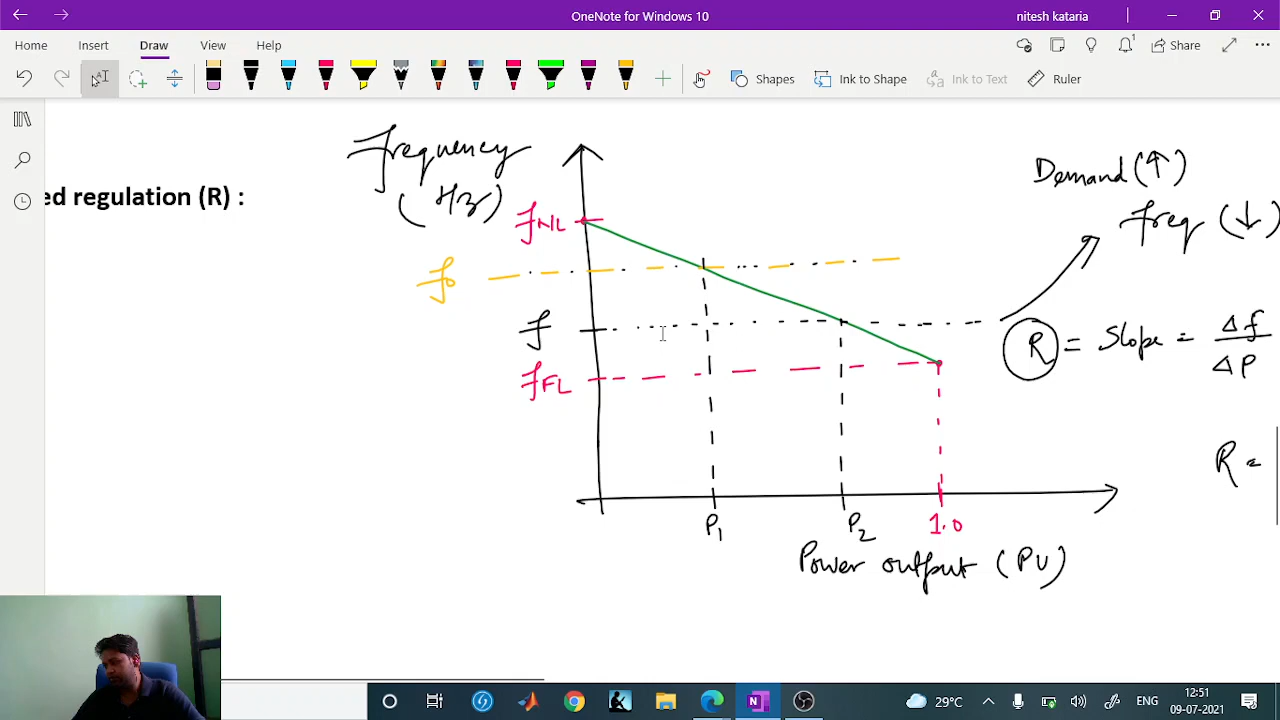 OneNote for Windows 10
nitesh kataria
Home
Insert
Draw
View
Help
Share
Shapes
Ink to Shape
Ink to Text
Ruler
ed regulation (R) :
Frequency
(Hz)
fNL
f₀
f
fFL
P₁
P₂
1.0
Power output (PU)
Demand (↑)
freq (↓)
R = Slope = Δf
ΔP
R =
29°C
ENG
12:51
09-07-2021